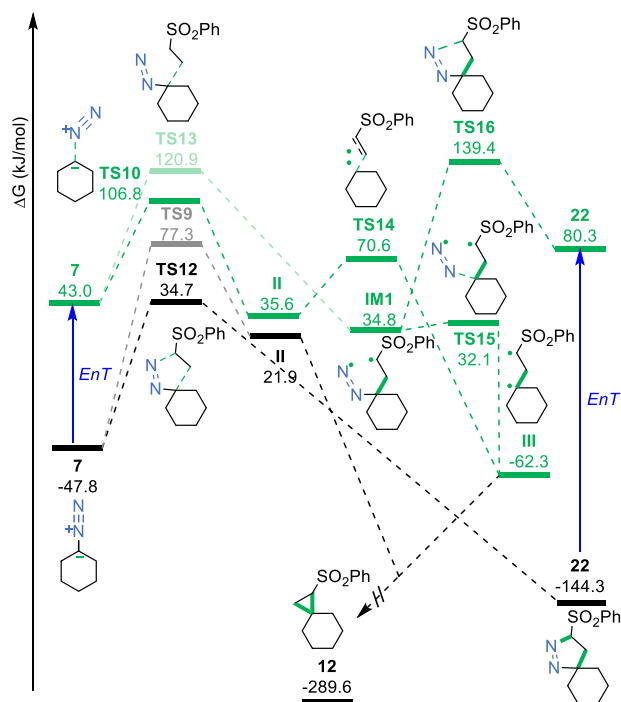 SO₂Ph
N
N
SO₂Ph
N
N
TS16
139.4
N
N
+
−
TS13
120.9
SO₂Ph
TS10
106.8
TS9
77.3
TS14
70.6
SO₂Ph
22
80.3
N
N
7
43.0
TS12
34.7
II
35.6
IM1
34.8
TS15
32.1
SO₂Ph
SO₂Ph
SO₂Ph
N
N
II
21.9
N
N
EnT
EnT
III
-62.3
7
-47.8
N
N
+
−
H
22
-144.3
SO₂Ph
SO₂Ph
N
N
12
-289.6
ΔG (kJ/mol)